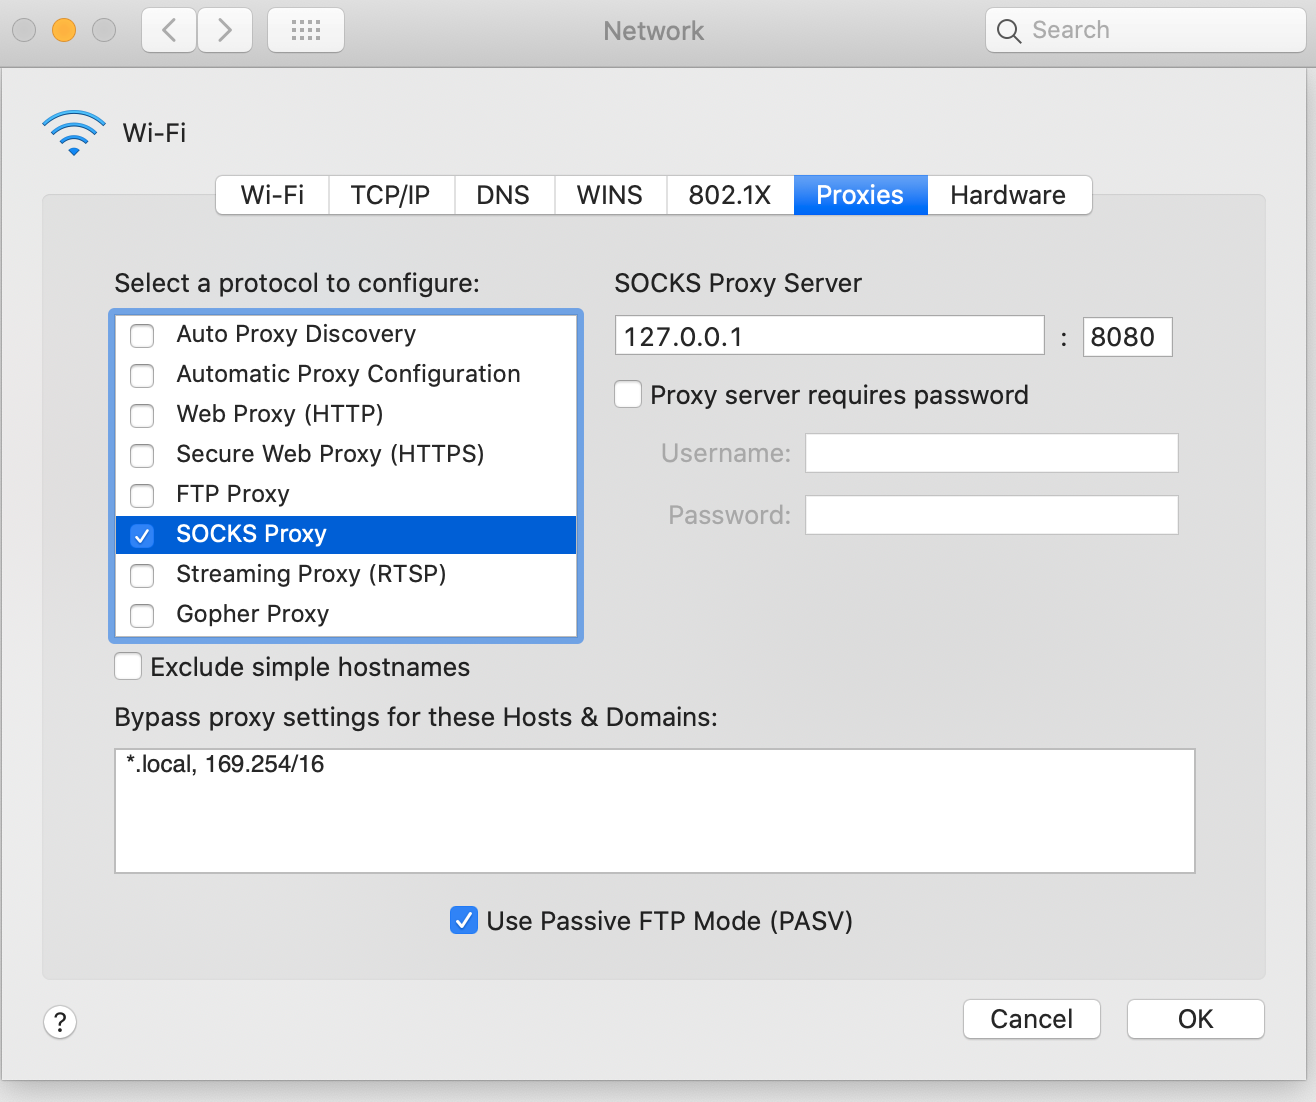 Network
Search
Wi-Fi
Wi-Fi TCP/IP DNS WINS 802.1X Proxies Hardware
Select a protocol to configure:
Auto Proxy Discovery
Automatic Proxy Configuration
Web Proxy (HTTP)
Secure Web Proxy (HTTPS)
FTP Proxy
SOCKS Proxy
Streaming Proxy (RTSP)
Gopher Proxy
SOCKS Proxy Server
127.0.0.1 : 8080
Proxy server requires password
Username:
Password:
Exclude simple hostnames
Bypass proxy settings for these Hosts & Domains:
*.local, 169.254/16
Use Passive FTP Mode (PASV)
?
Cancel
OK